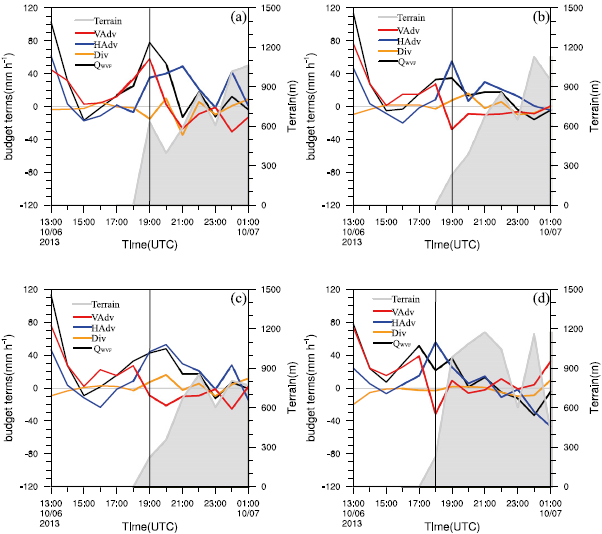 (a)
Terrain
VAdv
HAdv
Div
Qwvp
budget terms(mm h⁻¹)
120
80
40
0
-40
-80
-120
1500
1200
900
600
300
0
Terrain(m)
13:00 15:00 17:00 19:00 21:00 23:00 01:00
10/06 10/07
2013
TIme(UTC)
(b)
Terrain
VAdv
HAdv
Div
Qwvp
budget terms(mm h⁻¹)
120
80
40
0
-40
-80
-120
1500
1200
900
600
300
0
Terrain(m)
13:00 15:00 17:00 19:00 21:00 23:00 01:00
10/06 10/07
2013
TIme(UTC)
(c)
Terrain
VAdv
HAdv
Div
Qwvp
budget terms(mm h⁻¹)
120
80
40
0
-40
-80
-120
1500
1200
900
600
300
0
Terrain(m)
13:00 15:00 17:00 19:00 21:00 23:00 01:00
10/06 10/07
2013
TIme(UTC)
(d)
Terrain
VAdv
HAdv
Div
Qwvp
budget terms(mm h⁻¹)
120
80
40
0
-40
-80
-120
1500
1200
900
600
300
0
Terrain(m)
13:00 15:00 17:00 19:00 21:00 23:00 01:00
10/06 10/07
2013
TIme(UTC)